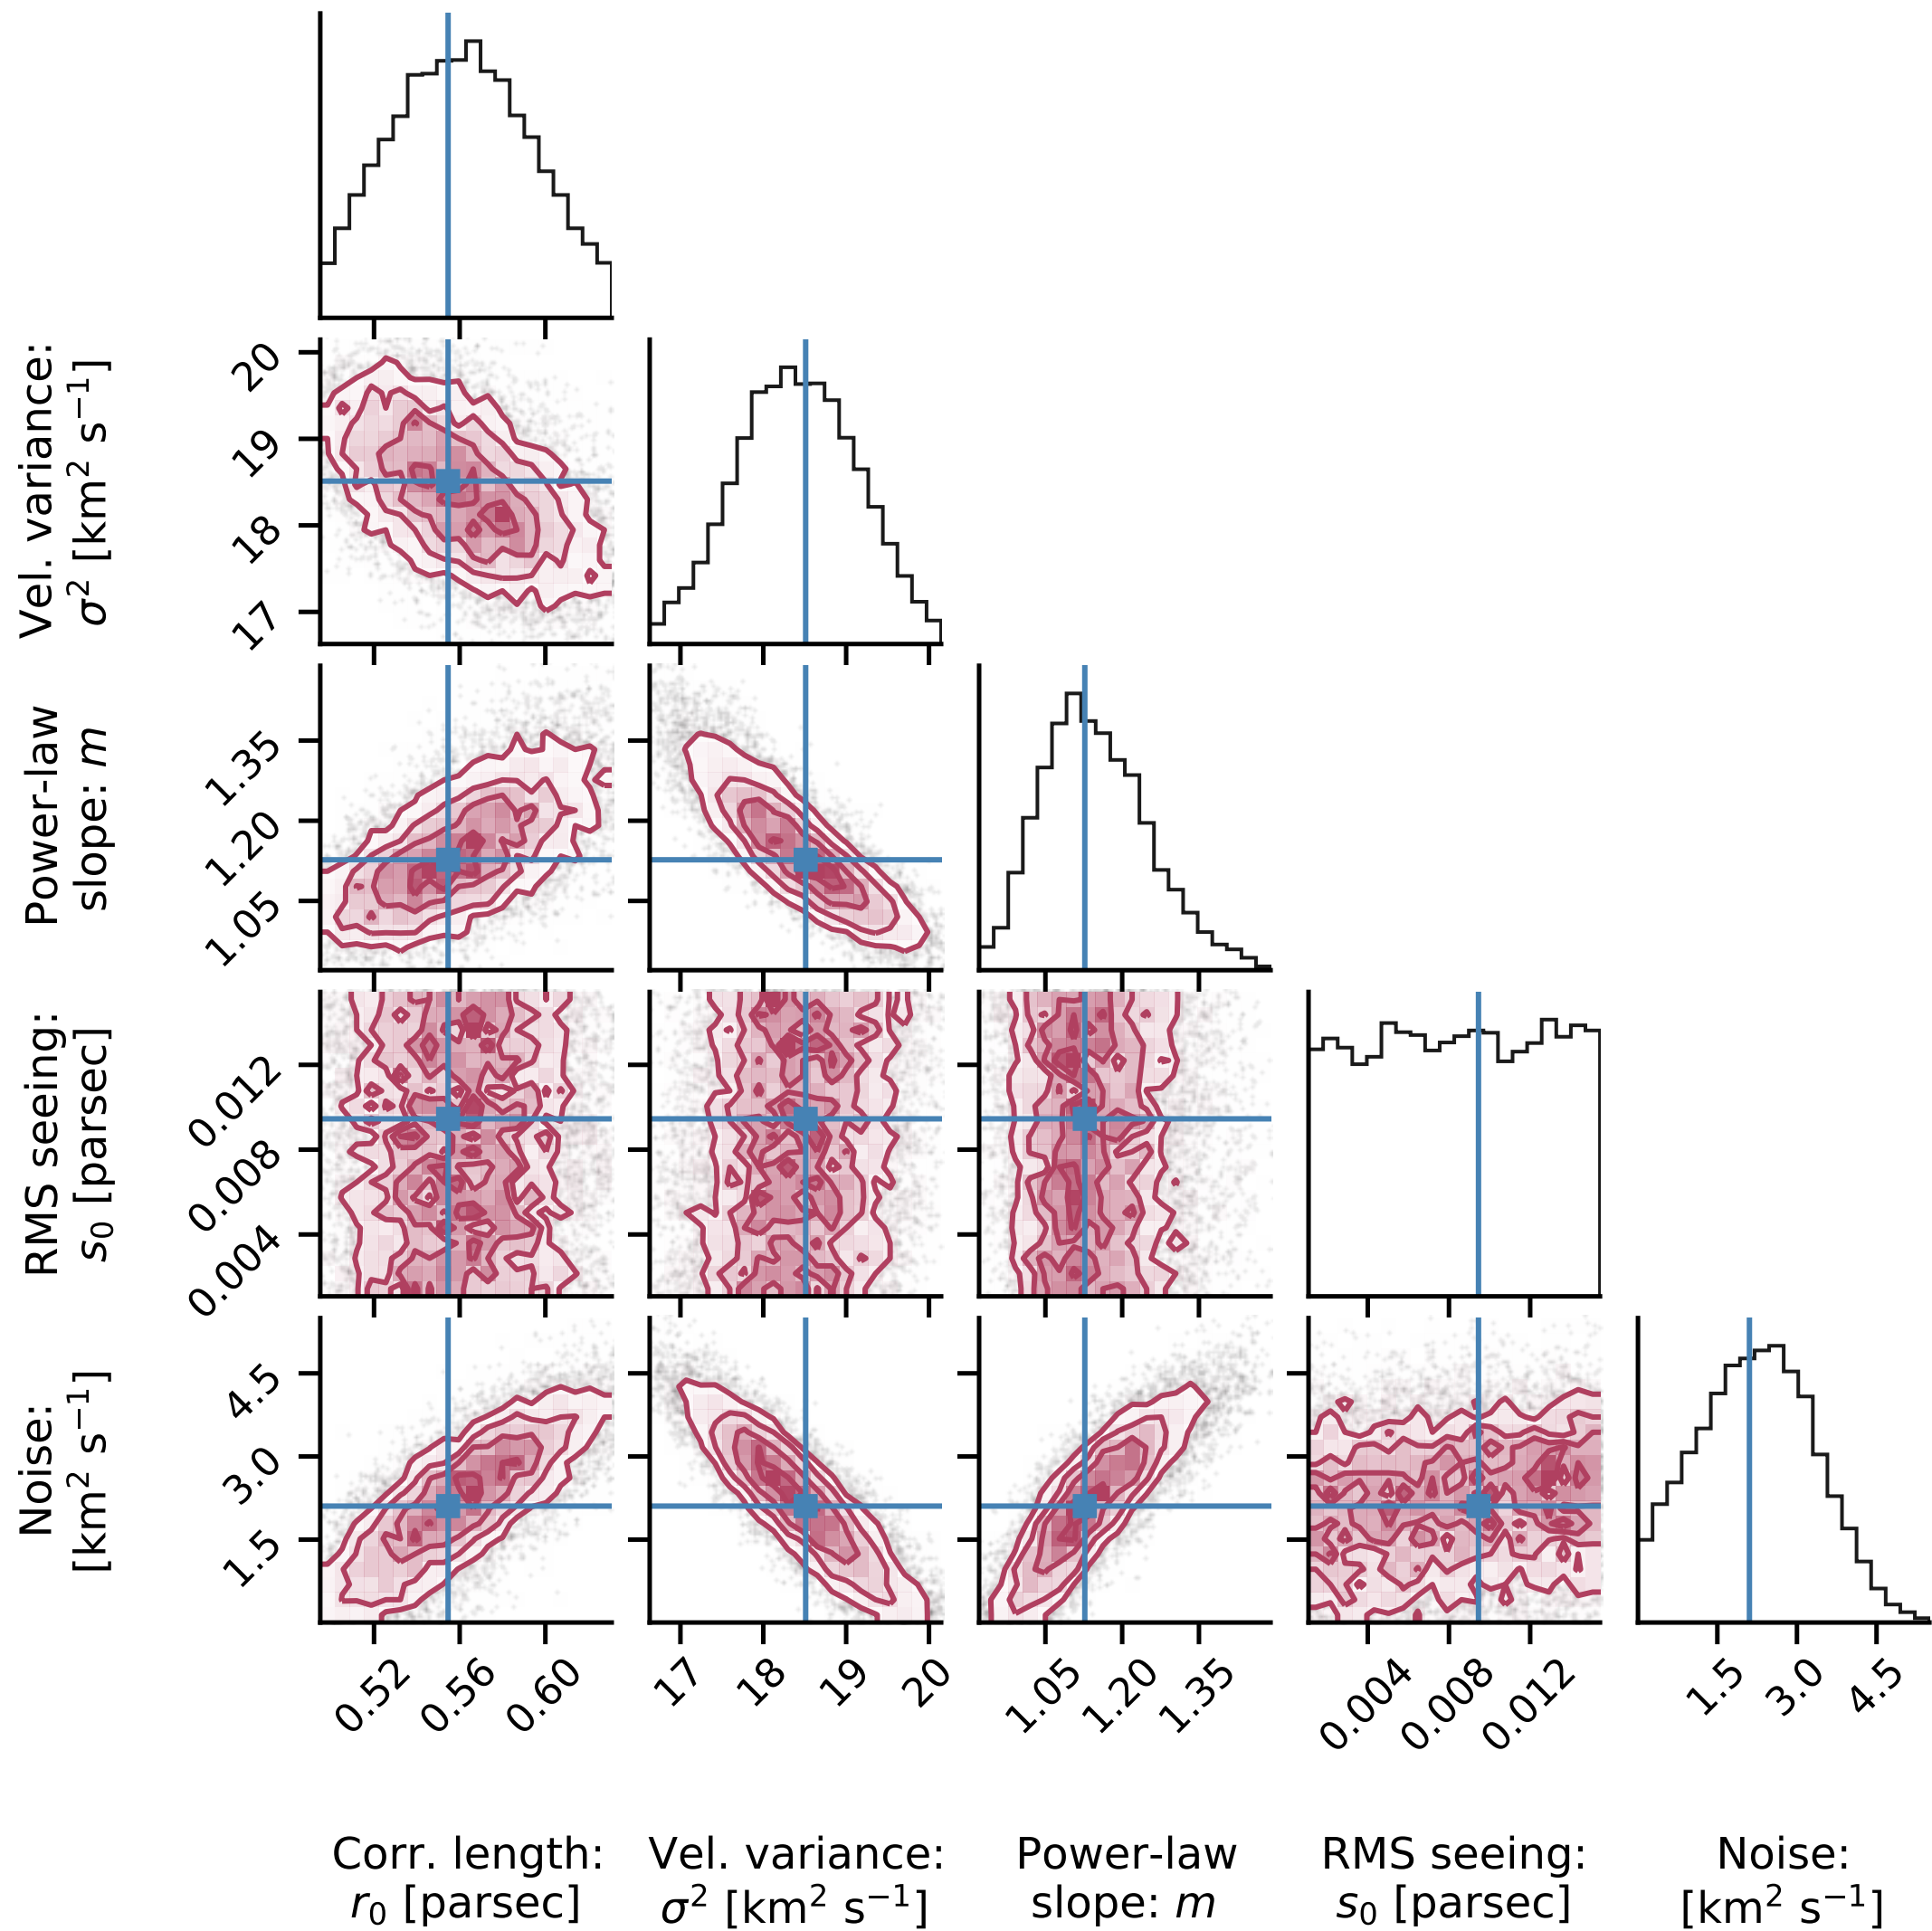 Vel. variance:
σ² [km² s⁻¹]
20
19
18
17
Power-law
slope: m
1.35
1.20
1.05
RMS seeing:
s₀ [parsec]
0.012
0.008
0.004
Noise:
[km² s⁻¹]
4.5
3.0
1.5
0.52 0.56 0.60 17 18 19 20 1.05 1.20 1.35 0.004 0.008 0.012 1.5 3.0 4.5
Corr. length: Vel. variance: Power-law RMS seeing: Noise:
r₀ [parsec] σ² [km² s⁻¹] slope: m s₀ [parsec] [km² s⁻¹]